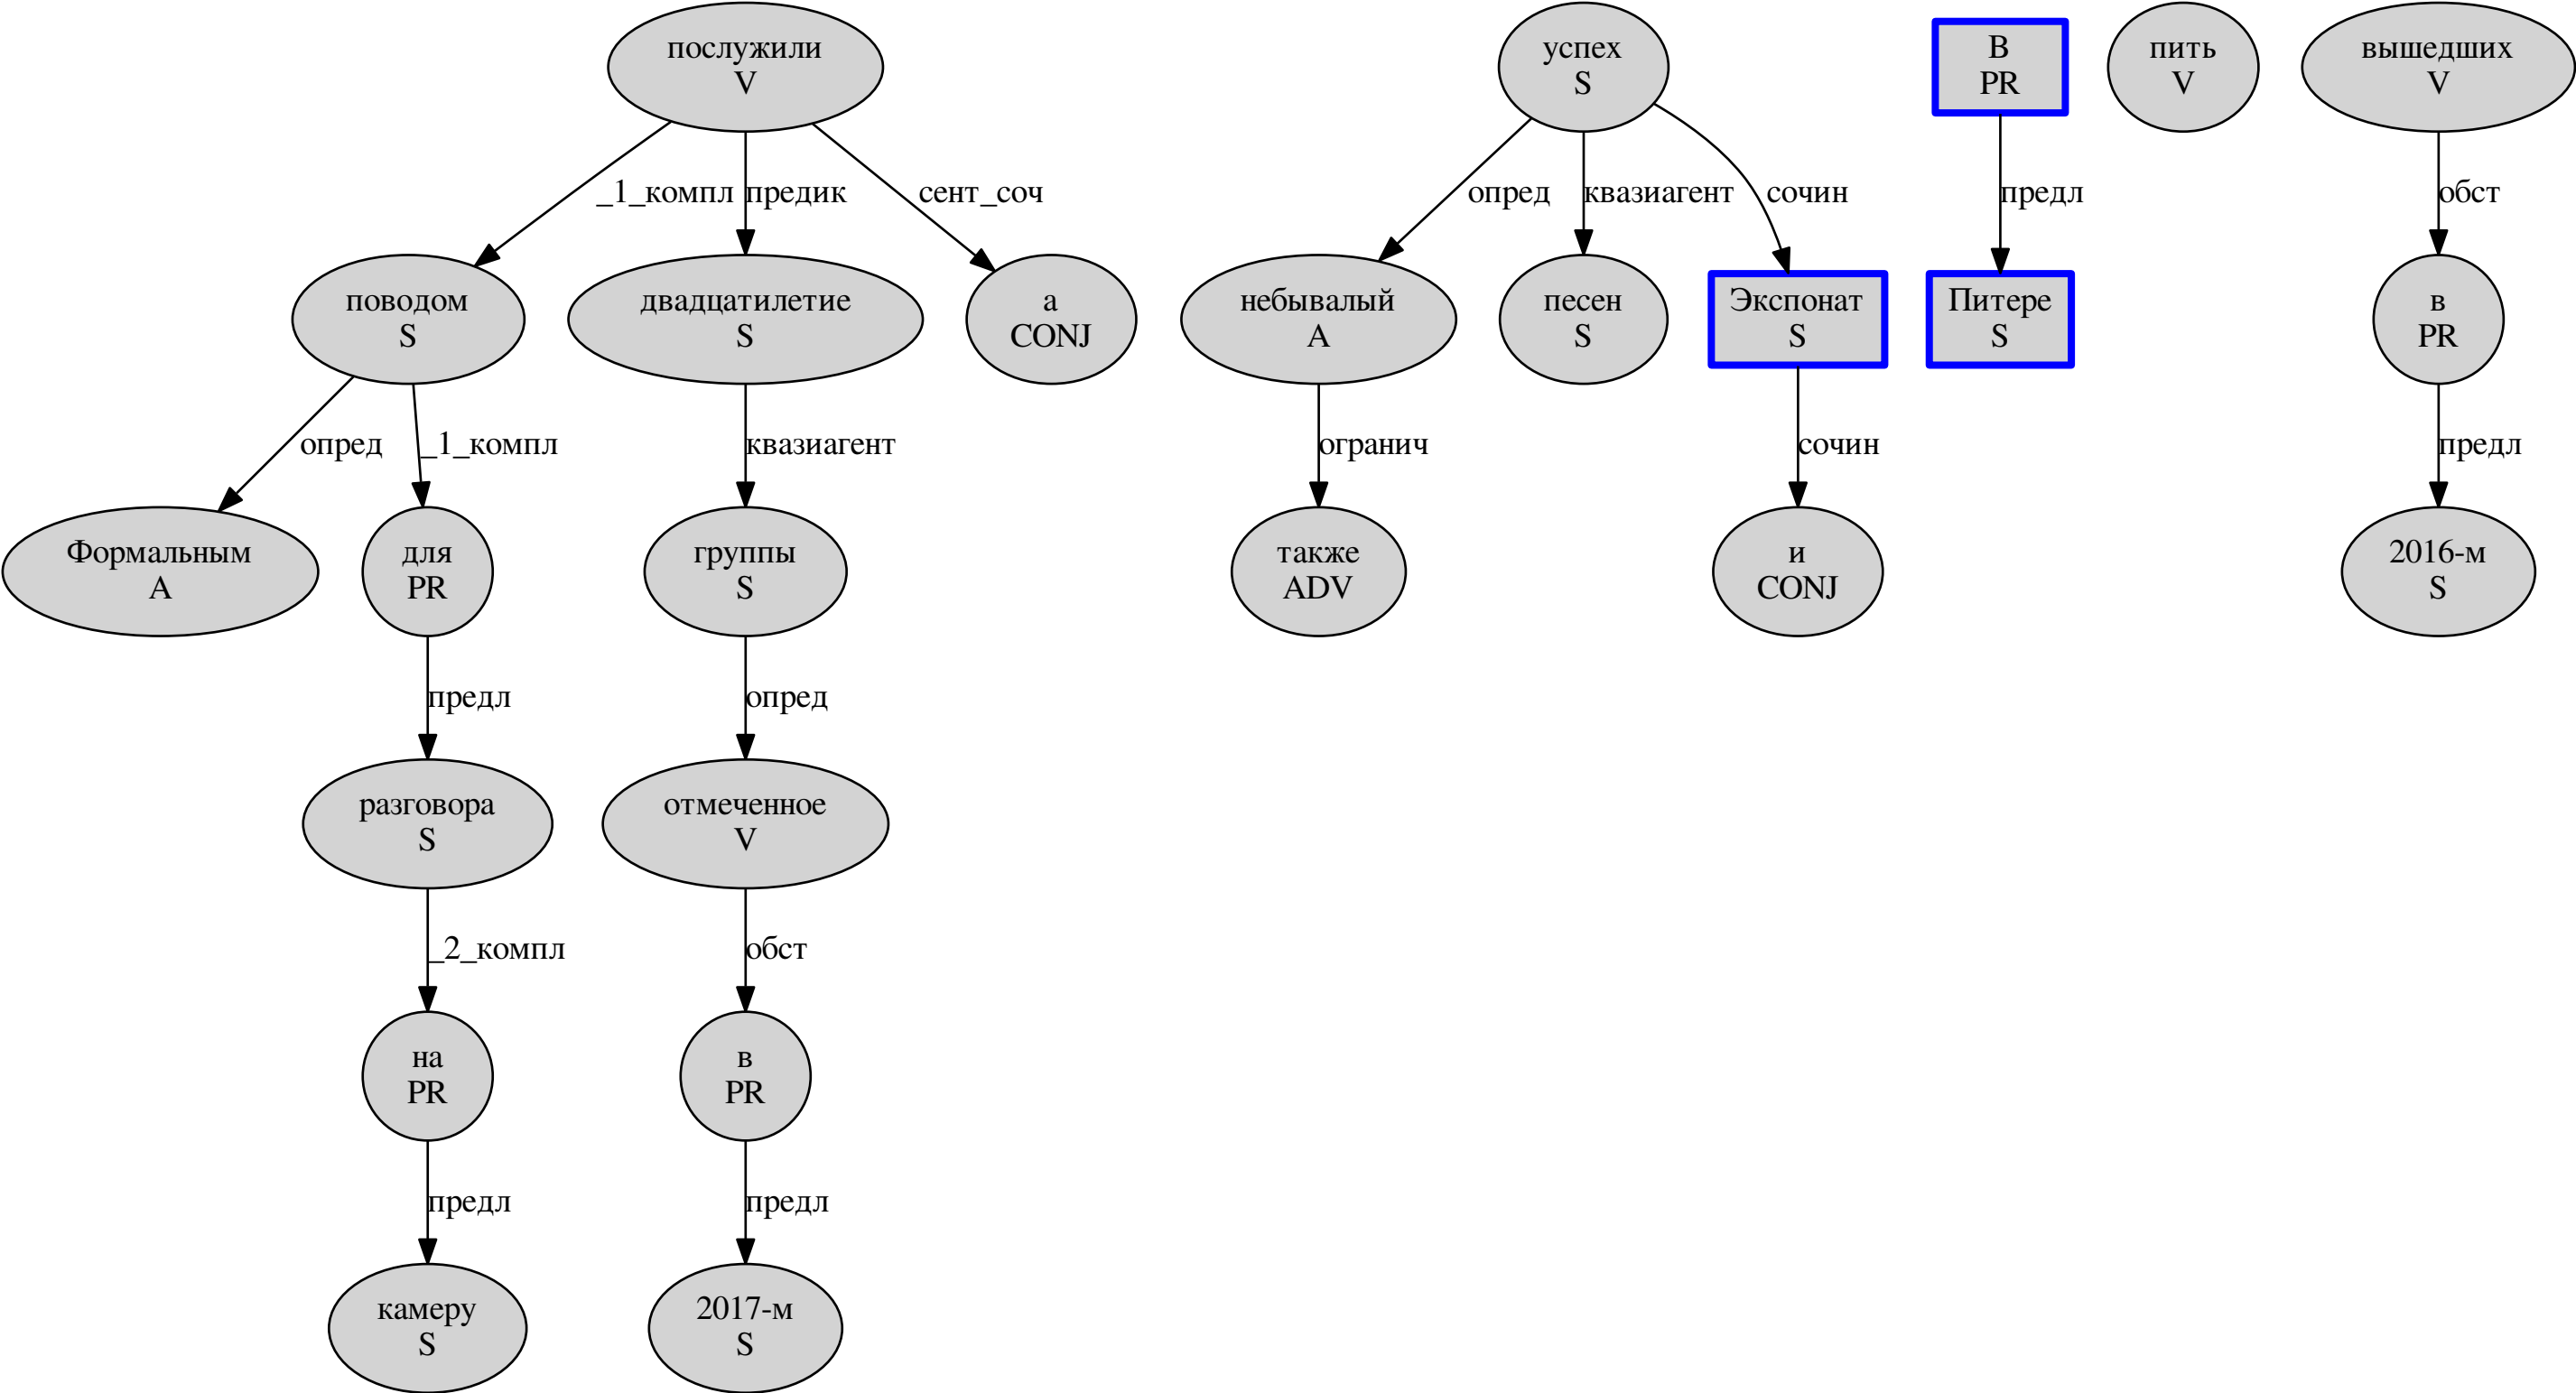 послужили
V
успех
S
В
PR
пить
V
вышедших
V
_1_компл
предик
сент_соч
опред
квазиагент
сочин
предл
обст
поводом
S
двадцатилетие
S
а
CONJ
небывалый
A
песен
S
Экспонат
S
Питере
S
в
PR
опред
_1_компл
квазиагент
огранич
сочин
предл
Формальным
A
для
PR
группы
S
также
ADV
и
CONJ
2016-м
S
предл
опред
разговора
S
отмеченное
V
_2_компл
обст
на
PR
в
PR
предл
предл
камеру
S
2017-м
S